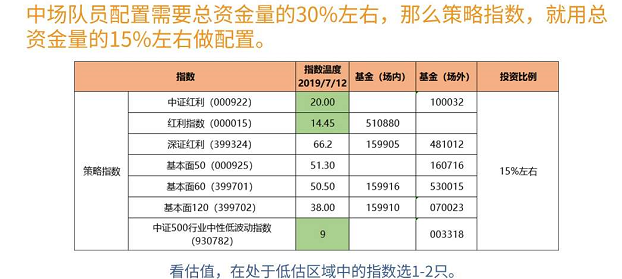 中场队员配置需要总资金量的30%左右，那么策略指数，就用总
资金量的15%左右做配置。
指数 指数温度 2019/7/12 基金（场内） 基金（场外） 投资比例
策略指数
中证红利（000922） 20.00 100032
红利指数（000015） 14.45 510880
深证红利（399324） 66.2 159905 481012
基本面50（000925） 51.30 160716
基本面60（399701） 50.50 159916 530015
基本面120（399702） 38.00 159910 070023
中证500行业中性低波动指数
（930782） 9 003318
15%左右
看估值，在处于低估区域中的指数选1-2只。